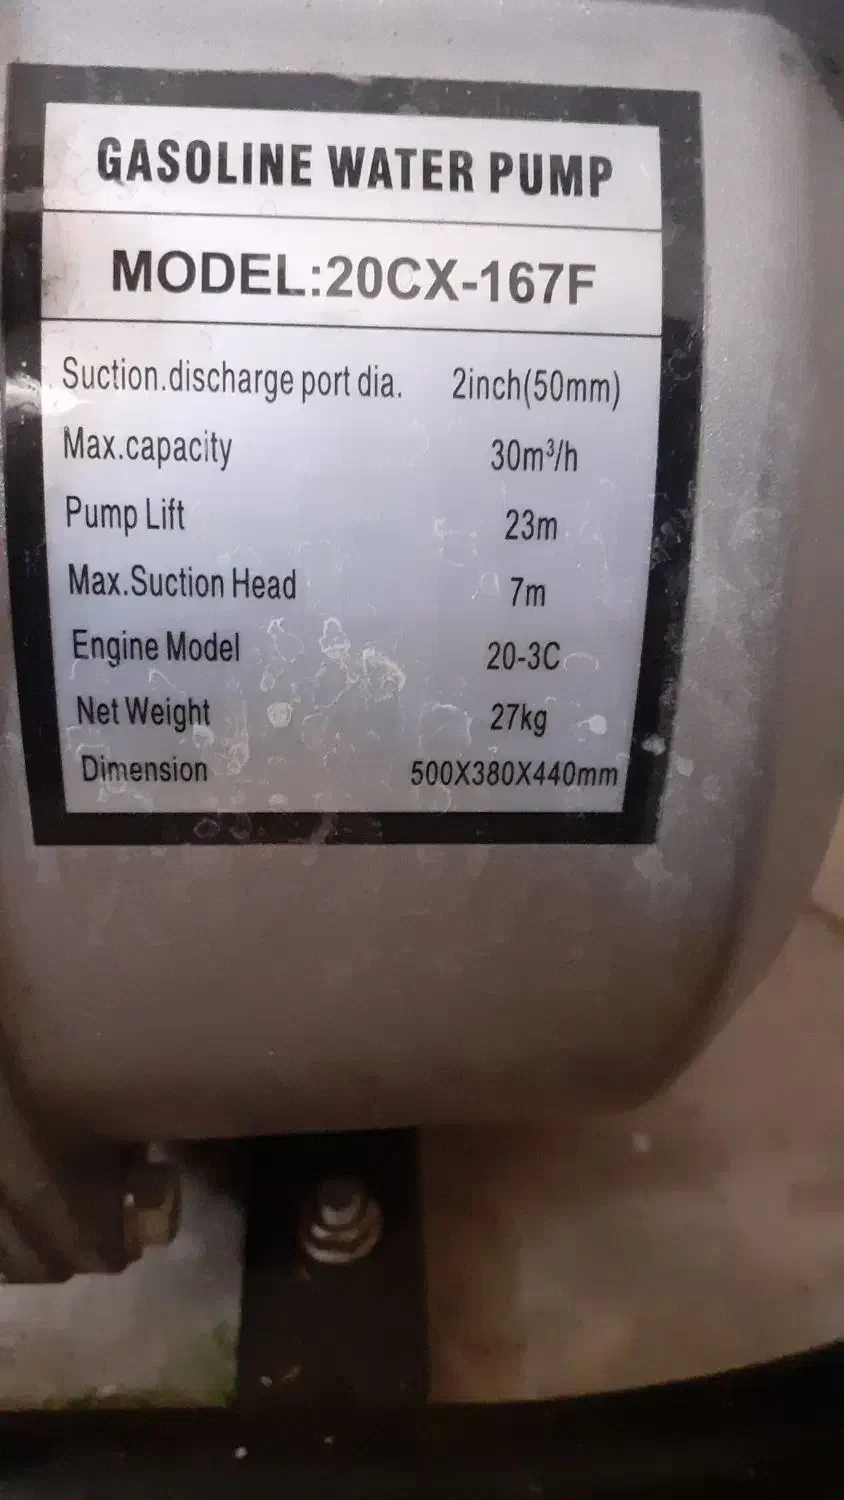 GASOLINE WATER PUMP
MODEL:20CX-167F
Suction.discharge port dia. 2inch(50mm)
Max.capacity 30m³/h
Pump Lift 23m
Max.Suction Head 7m
Engine Model 20-3C
Net Weight 27kg
Dimension 500X380X440mm